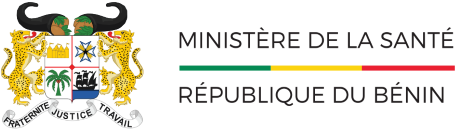 FRATERNITE JUSTICE TRAVAIL
MINISTÈRE DE LA SANTÉ
RÉPUBLIQUE DU BÉNIN